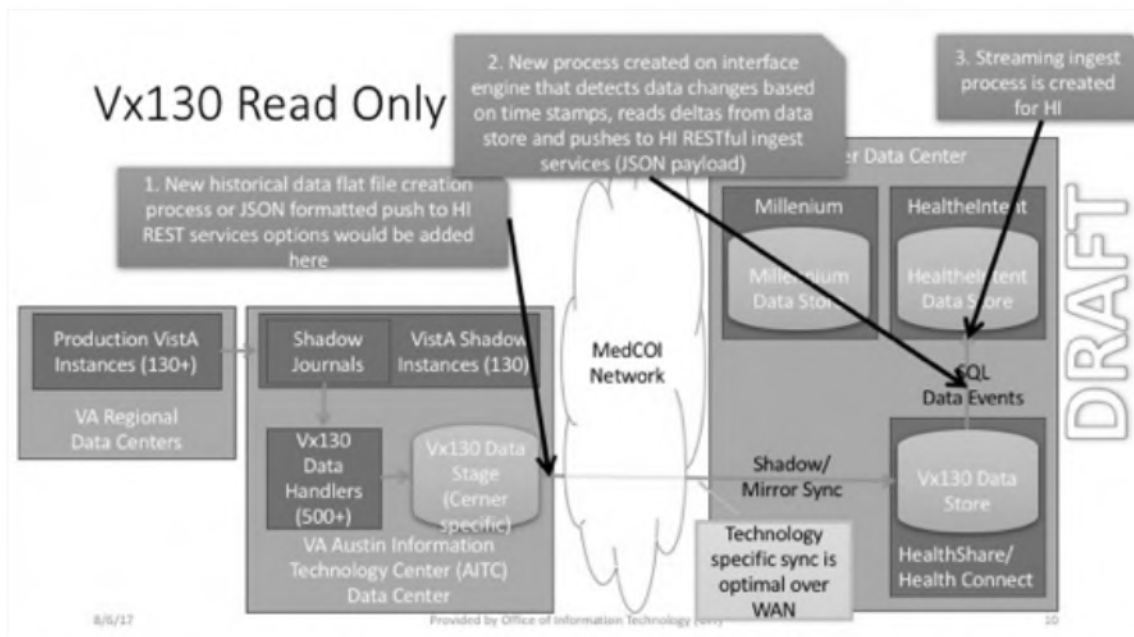 Vx130 Read Only
2. New process created on interface
engine that detects data changes based
on time stamps, reads deltas from data
store and pushes to HI RESTful ingest
services (JSON payload)
3. Streaming ingest
process is created
for HI
1. New historical data flat file creation
process or JSON formatted push to HI
REST services options would be added
here
Data Center
Millenium
Millennium
Data Store
HealtheIntent
HealtheIntent
Data Store
DRAFT
Production VistA
Instances (130+)
VA Regional
Data Centers
Shadow
Journals
VistA Shadow
Instances (130)
Vx130
Data
Handlers
(500+)
Vx130 Data
Stage
(Cerner
specific)
VA Austin Information
Technology Center (AITC)
Data Center
MedCOI
Network
SQL
Data Events
Shadow/
Mirror Sync
Vx130 Data
Store
HealthShare/
Health Connect
Technology
specific sync is
optimal over
WAN
8/6/17
Provided by Office of Information Technology
10